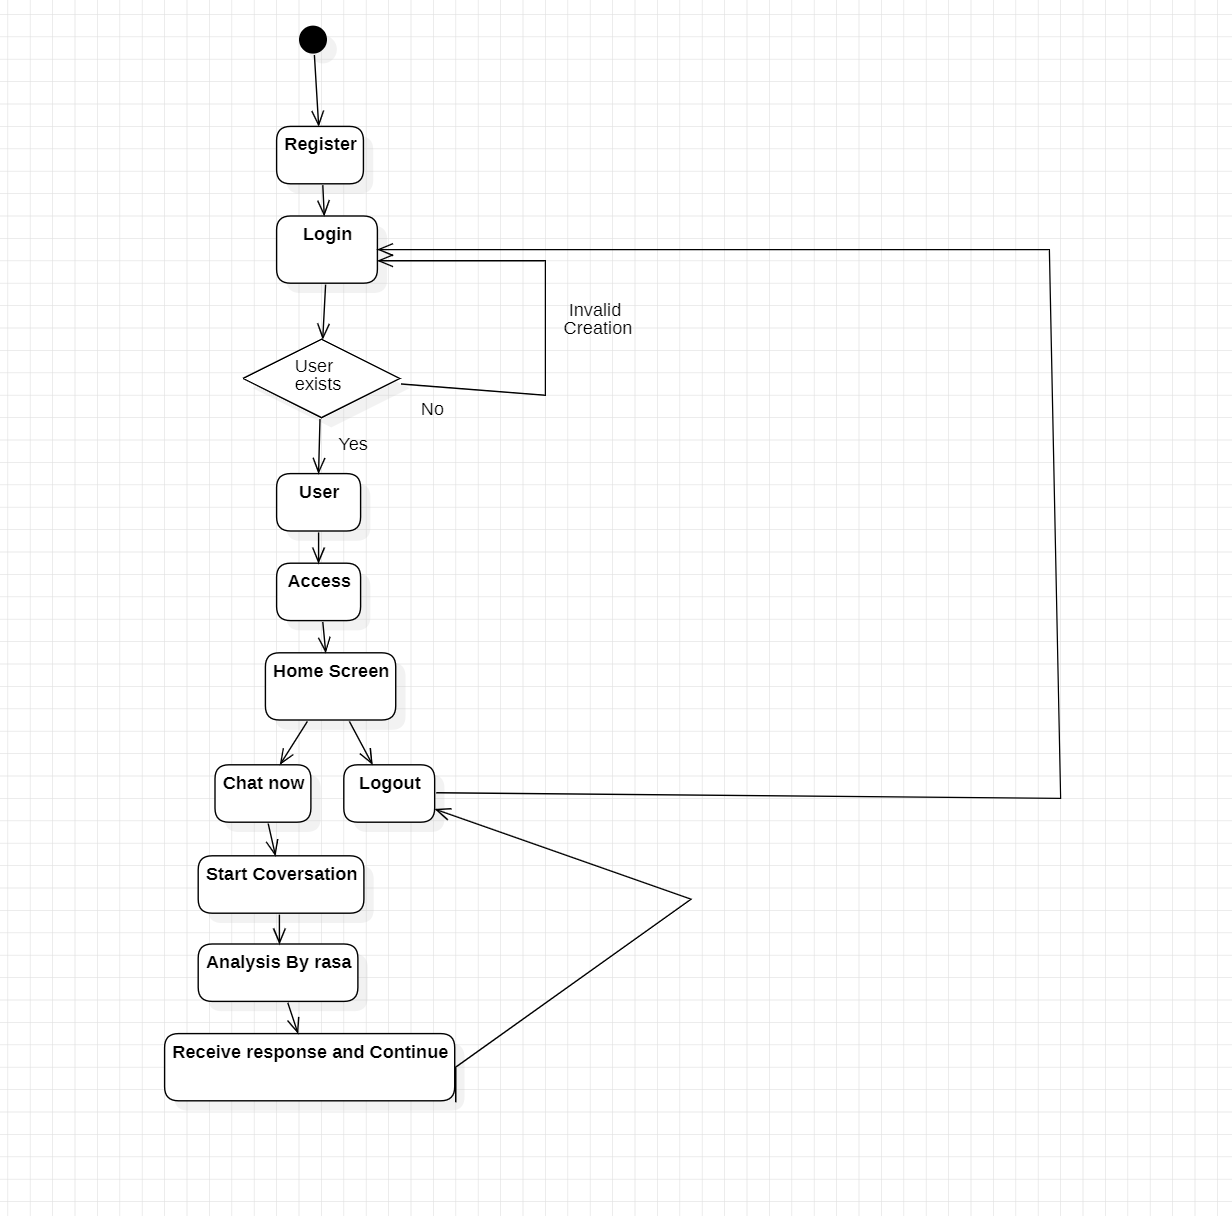 Register
Login
Invalid
Creation
User
exists
No
Yes
User
Access
Home Screen
Chat now
Logout
Start Coversation
Analysis By rasa
Receive response and Continue